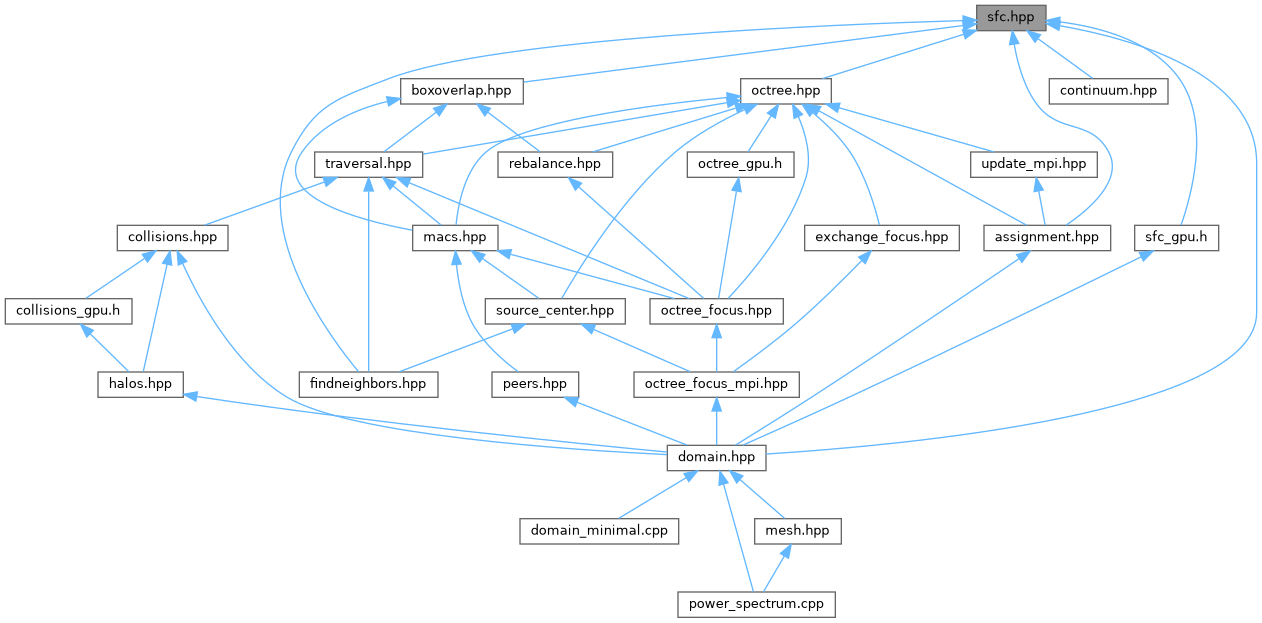 sfc.hpp
boxoverlap.hpp
octree.hpp
continuum.hpp
traversal.hpp
rebalance.hpp
octree_gpu.h
update_mpi.hpp
collisions.hpp
macs.hpp
exchange_focus.hpp
assignment.hpp
sfc_gpu.h
collisions_gpu.h
source_center.hpp
octree_focus.hpp
halos.hpp
findneighbors.hpp
peers.hpp
octree_focus_mpi.hpp
domain.hpp
domain_minimal.cpp
mesh.hpp
power_spectrum.cpp